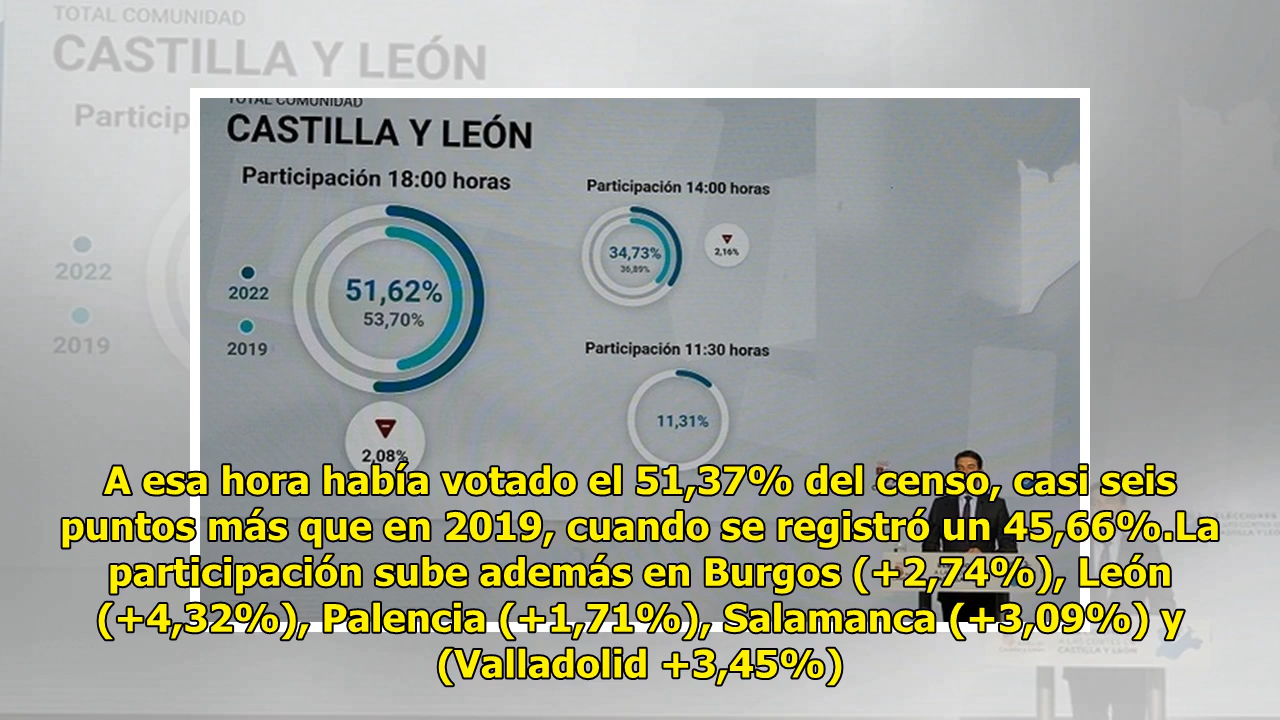 TOTAL COMUNIDAD
CASTILLA Y LEÓN
Particip
2022
2019
TOTAL COMUNIDAD
CASTILLA Y LEÓN
Participación 18:00 horas
51,62%
53,70%
2022
2019
2,08%
Participación 14:00 horas
34,73%
36,89%
2,16%
Participación 11:30 horas
11,31%
A esa hora había votado el 51,37% del censo, casi seis
puntos más que en 2019, cuando se registró un 45,66%.La
participación sube además en Burgos (+2,74%), León
(+4,32%), Palencia (+1,71%), Salamanca (+3,09%) y
(Valladolid +3,45%)
ELECCIONES
CASTILLA Y LEÓN